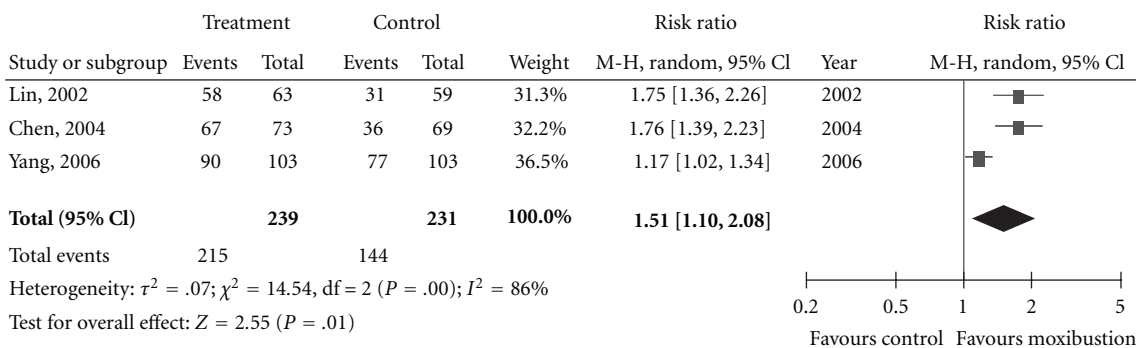 Treatment Control Risk ratio Risk ratio
Study or subgroup Events Total Events Total Weight M-H, random, 95% CI Year M-H, random, 95% CI
Lin, 2002 58 63 31 59 31.3% 1.75 [1.36, 2.26] 2002
Chen, 2004 67 73 36 69 32.2% 1.76 [1.39, 2.23] 2004
Yang, 2006 90 103 77 103 36.5% 1.17 [1.02, 1.34] 2006
Total (95% CI) 239 231 100.0% 1.51 [1.10, 2.08]
Total events 215 144
Heterogeneity: τ² = .07; χ² = 14.54, df = 2 (P = .00); I² = 86%
Test for overall effect: Z = 2.55 (P = .01)
0.2 0.5 1 2 5
Favours control Favours moxibustion